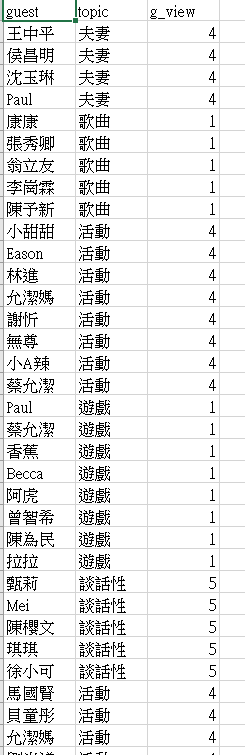 guest topic g_view
王中平 夫妻 4
侯昌明 夫妻 4
沈玉琳 夫妻 4
Paul 夫妻 4
康康 歌曲 1
張秀卿 歌曲 1
翁立友 歌曲 1
李崗霖 歌曲 1
陳予新 歌曲 1
小甜甜 活動 4
Eason 活動 4
林進 活動 4
允潔媽 活動 4
謝忻 活動 4
無尊 活動 4
小A辣 活動 4
蔡允潔 活動 4
Paul 遊戲 1
蔡允潔 遊戲 1
香蕉 遊戲 1
Becca 遊戲 1
阿虎 遊戲 1
曾智希 遊戲 1
陳為民 遊戲 1
拉拉 遊戲 1
甄莉 談話性 5
Mei 談話性 5
陳櫻文 談話性 5
琪琪 談話性 5
徐小可 談話性 5
馬國賢 活動 4
貝童彤 活動 4
允潔媽 活動 4